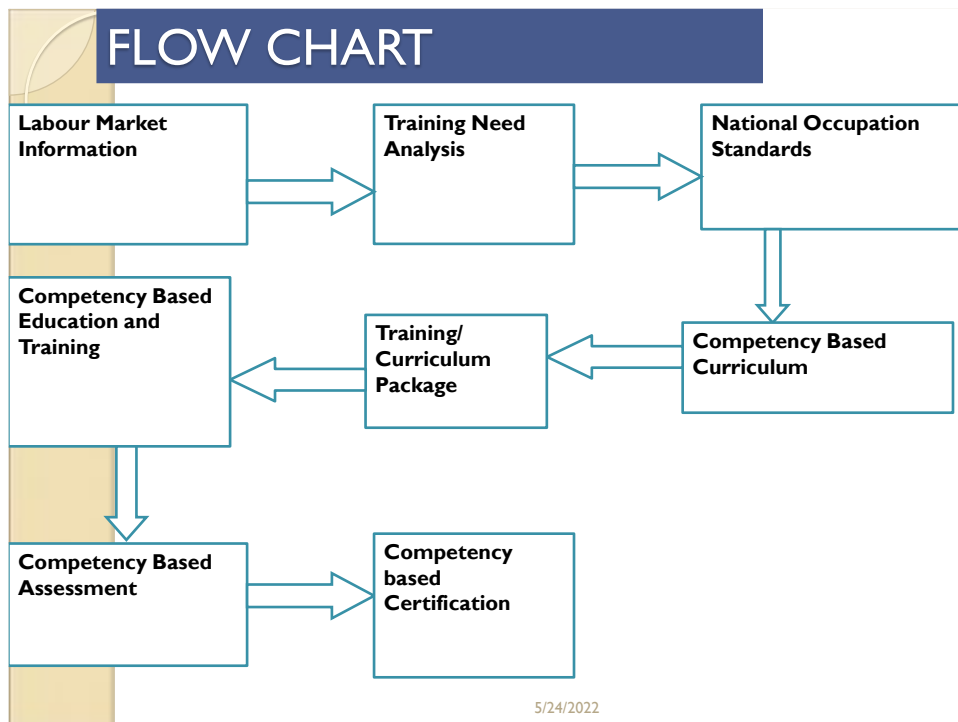 FLOW CHART
Labour Market
Information
Training Need
Analysis
National Occupation
Standards
Competency Based
Curriculum
Training/
Curriculum
Package
Competency Based
Education and
Training
Competency Based
Assessment
Competency
based
Certification
5/24/2022